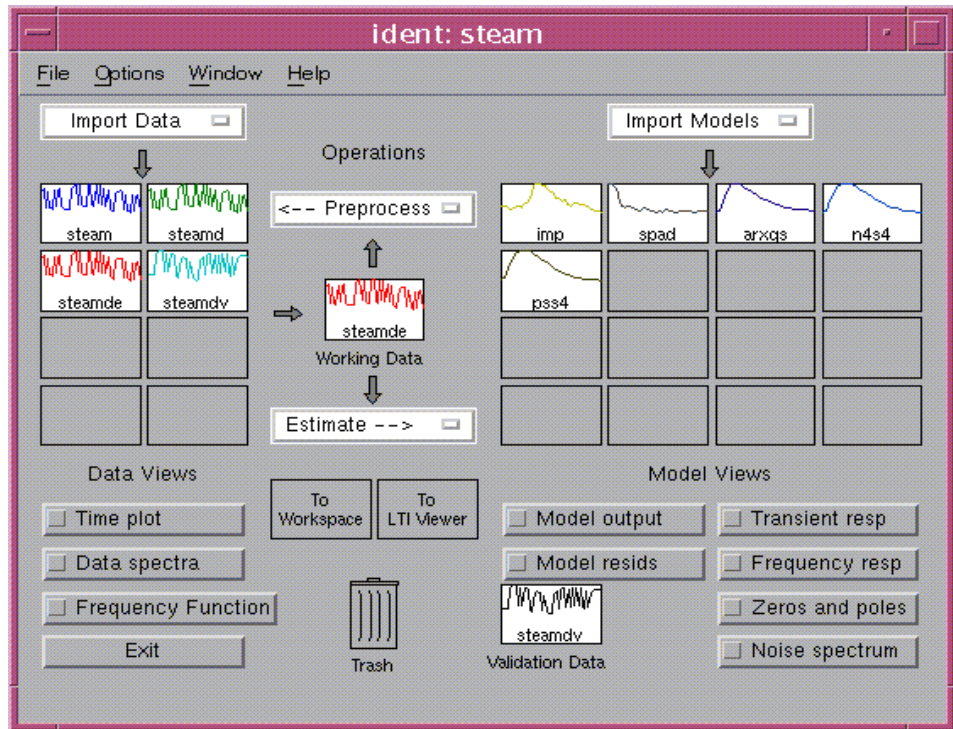 ident: steam
File Options Window Help
Import Data
Import Models
Operations
<-- Preprocess
steam
steamd
steamde
steamdv
imp
spad
arxqs
n4s4
pss4
steamde
Working Data
Estimate -->
Data Views
Model Views
Time plot
Data spectra
Frequency Function
Exit
To
Workspace
To
LTI Viewer
Trash
Model output
Model resids
steamdv
Validation Data
Transient resp
Frequency resp
Zeros and poles
Noise spectrum